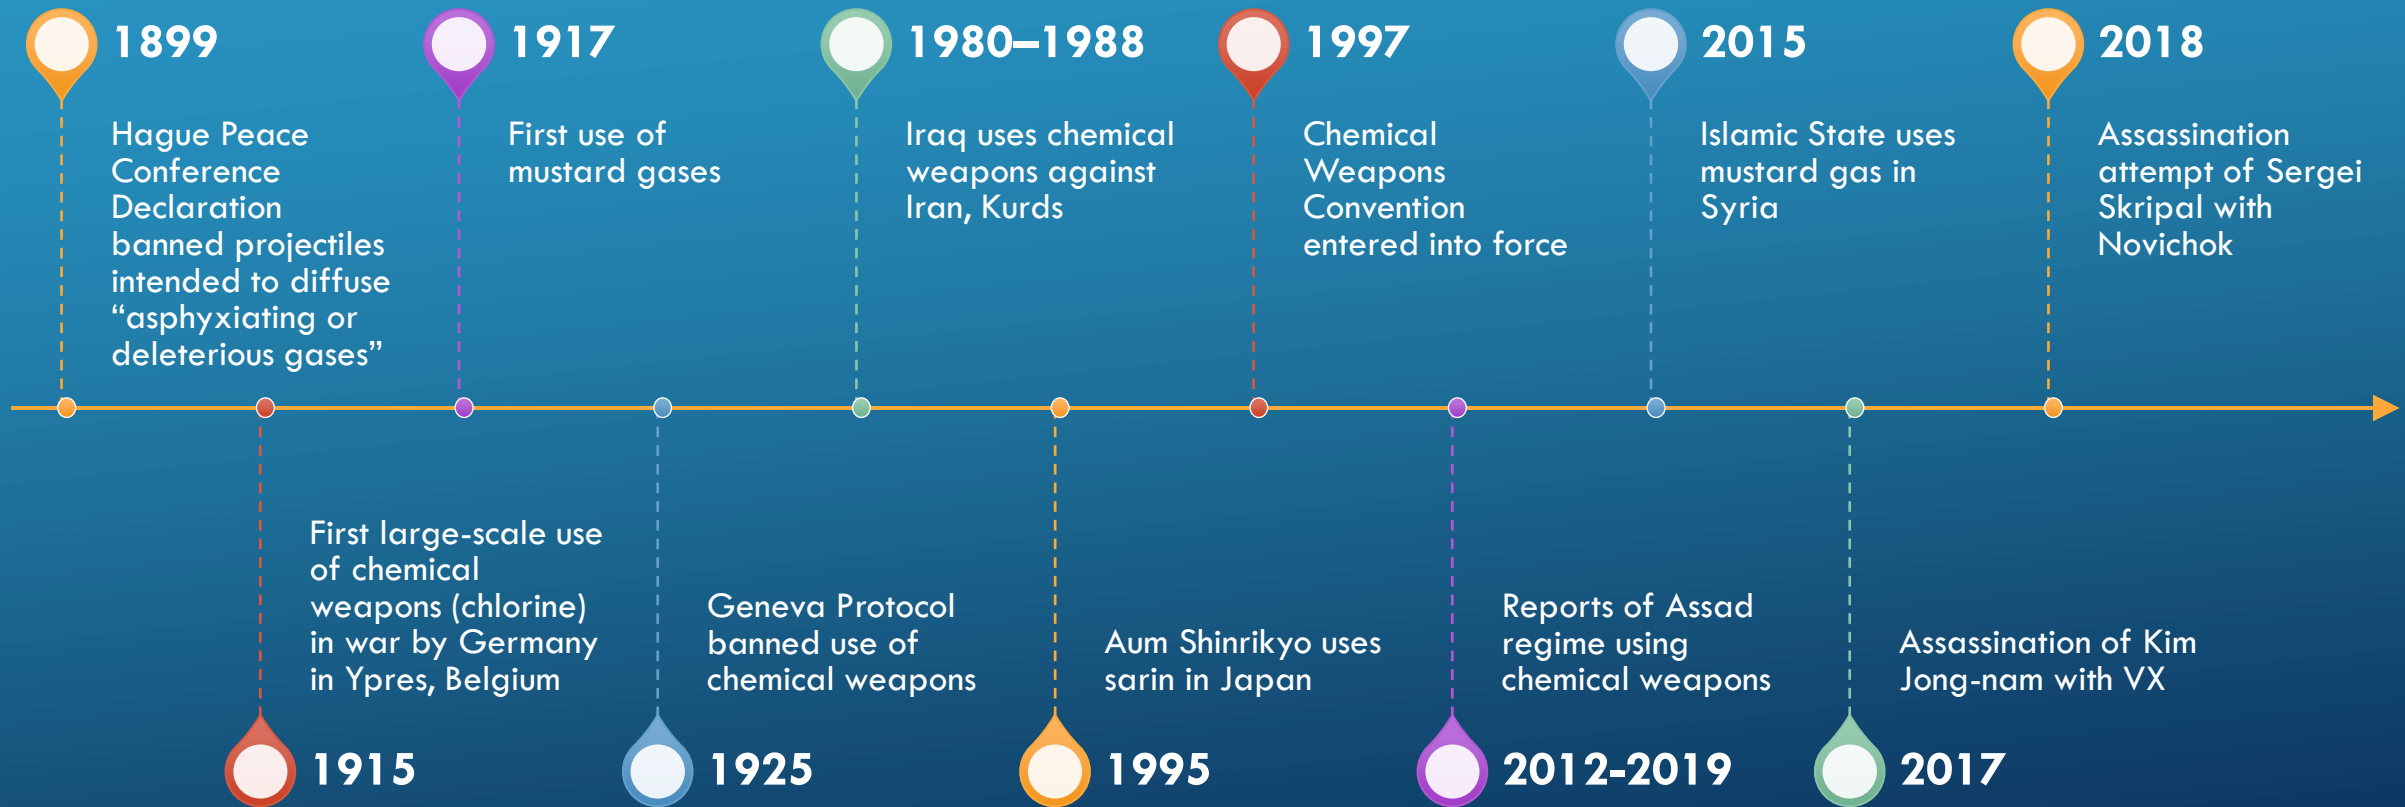 1899
Hague Peace
Conference
Declaration
banned projectiles
intended to diffuse
“asphyxiating or
deleterious gases”
1915
First large-scale use
of chemical
weapons (chlorine)
in war by Germany
in Ypres, Belgium
1917
First use of
mustard gases
1925
Geneva Protocol
banned use of
chemical weapons
1980–1988
Iraq uses chemical
weapons against
Iran, Kurds
1995
Aum Shinrikyo uses
sarin in Japan
1997
Chemical
Weapons
Convention
entered into force
2012-2019
Reports of Assad
regime using
chemical weapons
2015
Islamic State uses
mustard gas in
Syria
2017
Assassination of Kim
Jong-nam with VX
2018
Assassination
attempt of Sergei
Skripal with
Novichok